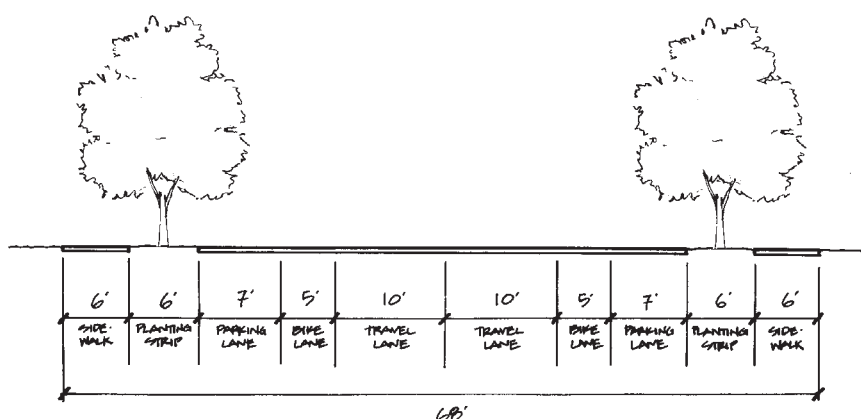 6' 6' 7' 5' 10' 10' 5' 7' 6' 6'
SIDE- PLANTING PARKING BIKE TRAVEL TRAVEL BIKE PARKING PLANTING SIDE-
WALK STRIP LANE LANE LANE LANE LANE LANE STRIP WALK
68'